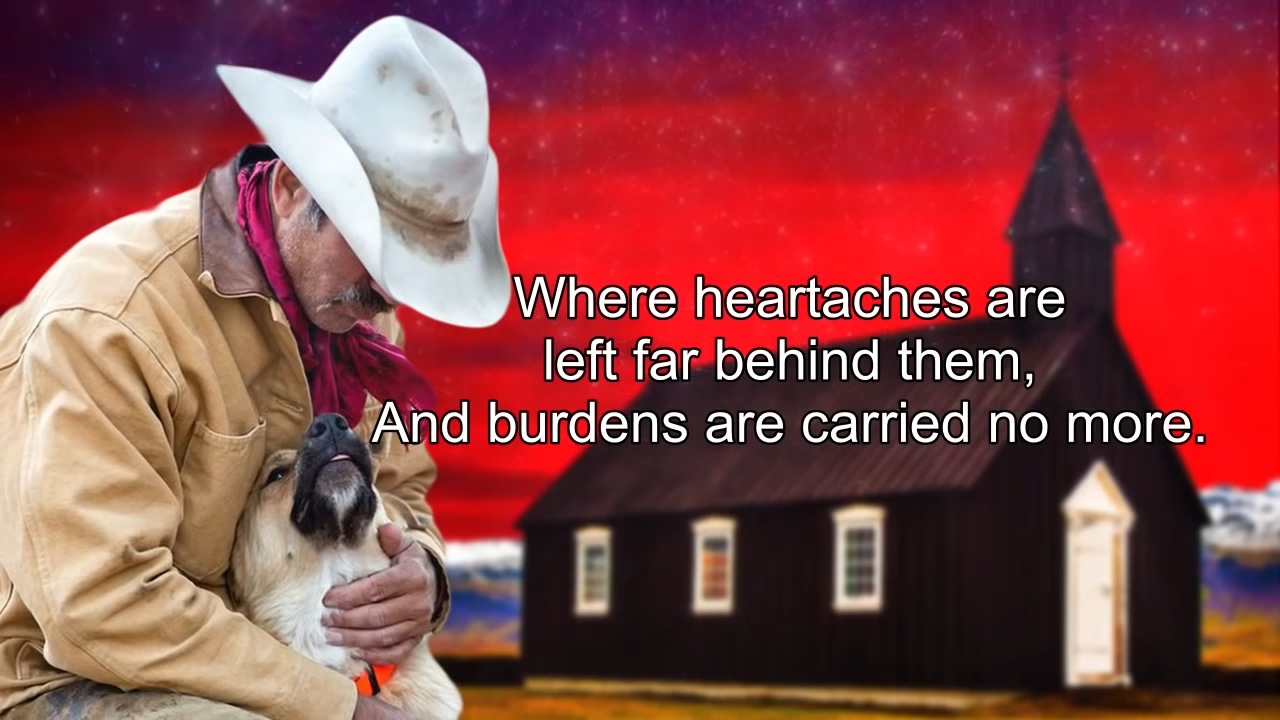 Where heartaches are
left far behind them,
And burdens are carried no more.